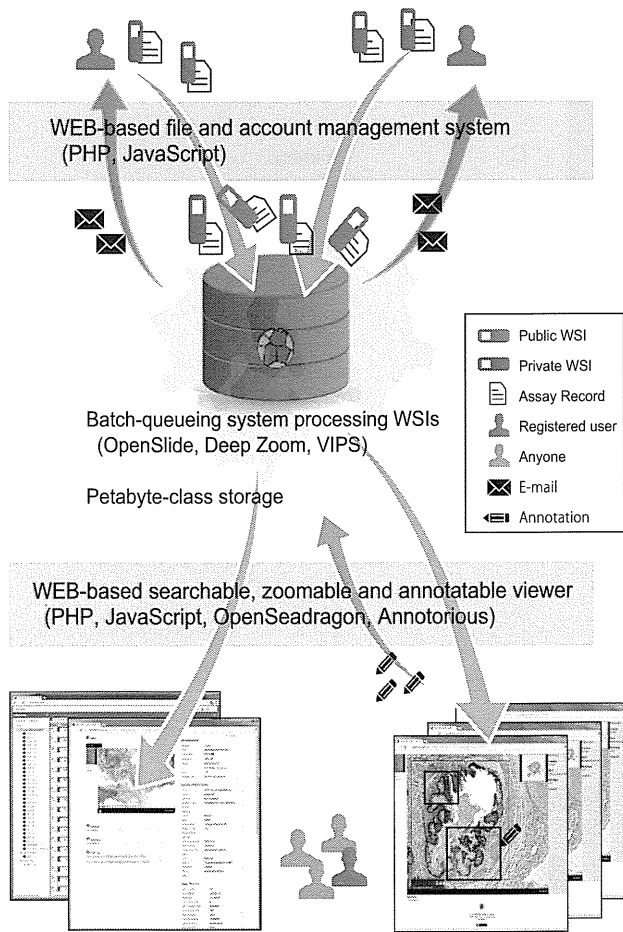 WEB-based file and account management system
(PHP, JavaScript)
Public WSI
Private WSI
Assay Record
Registered user
Anyone
E-mail
Annotation
Batch-queueing system processing WSIs
(OpenSlide, Deep Zoom, VIPS)
Petabyte-class storage
WEB-based searchable, zoomable and annotatable viewer
(PHP, JavaScript, OpenSeadragon, Annotorious)